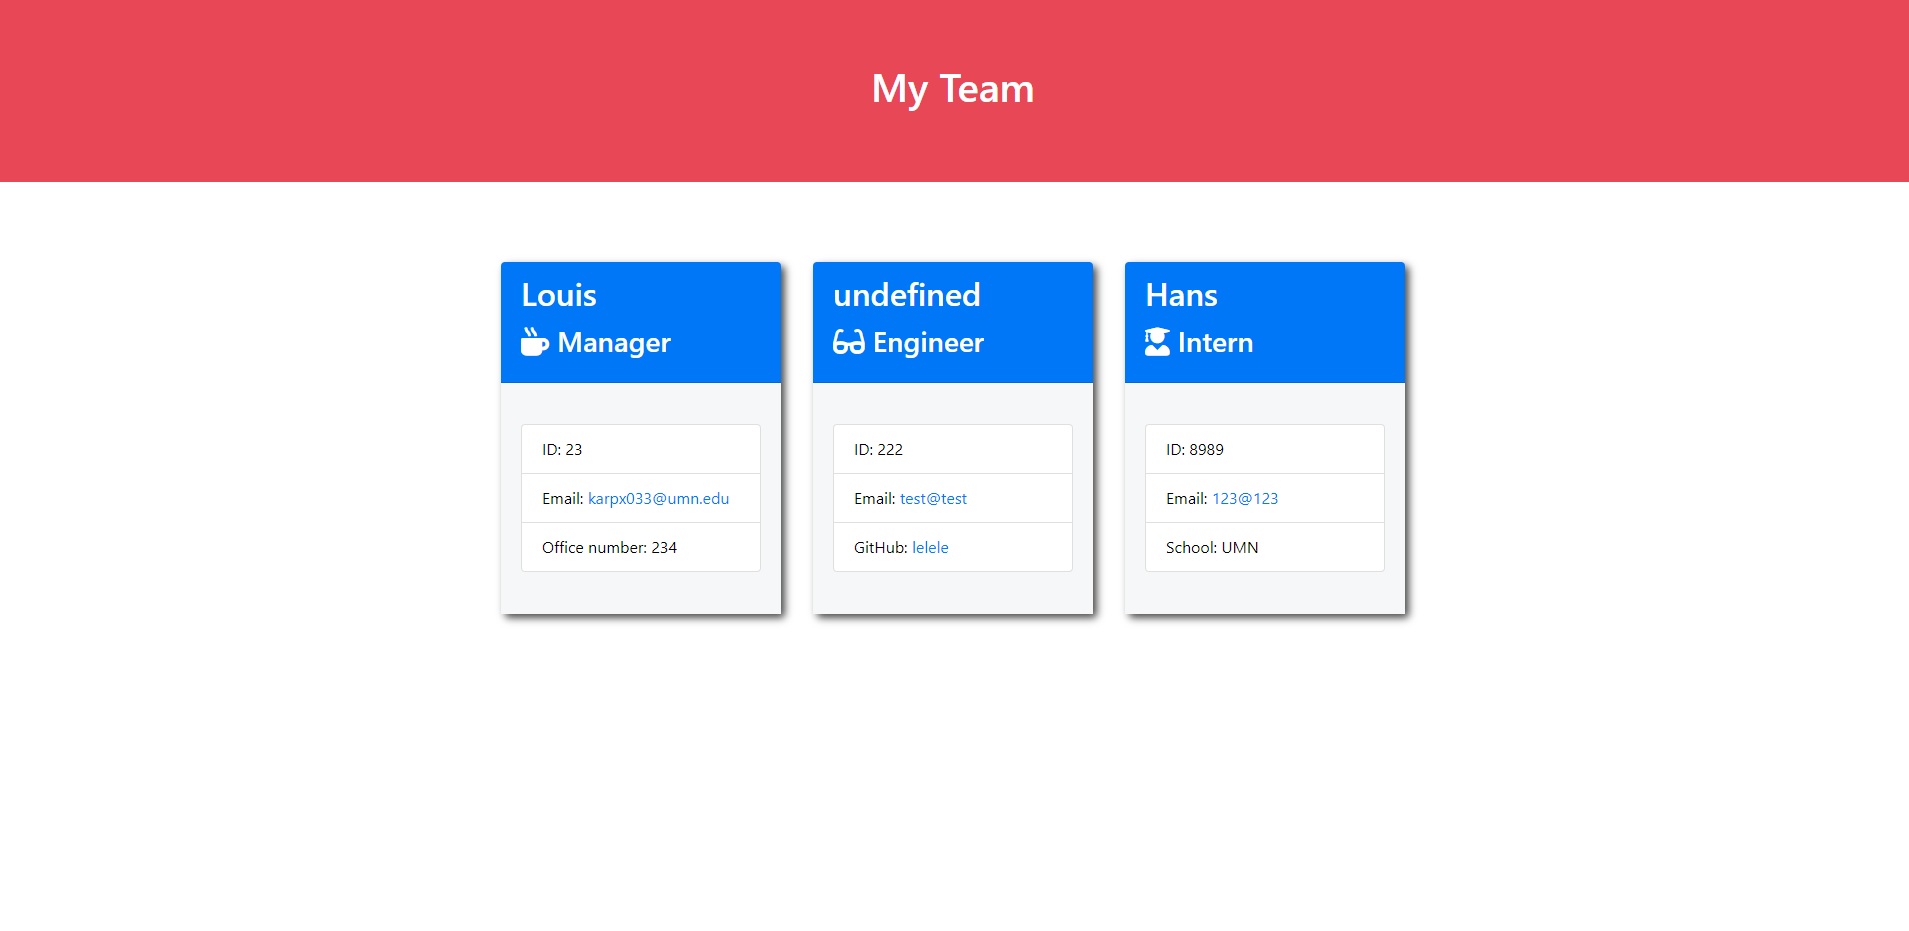 My Team
Louis
Manager
ID: 23
Email: karpx033@umn.edu
Office number: 234
undefined
Engineer
ID: 222
Email: test@test
GitHub: lelele
Hans
Intern
ID: 8989
Email: 123@123
School: UMN